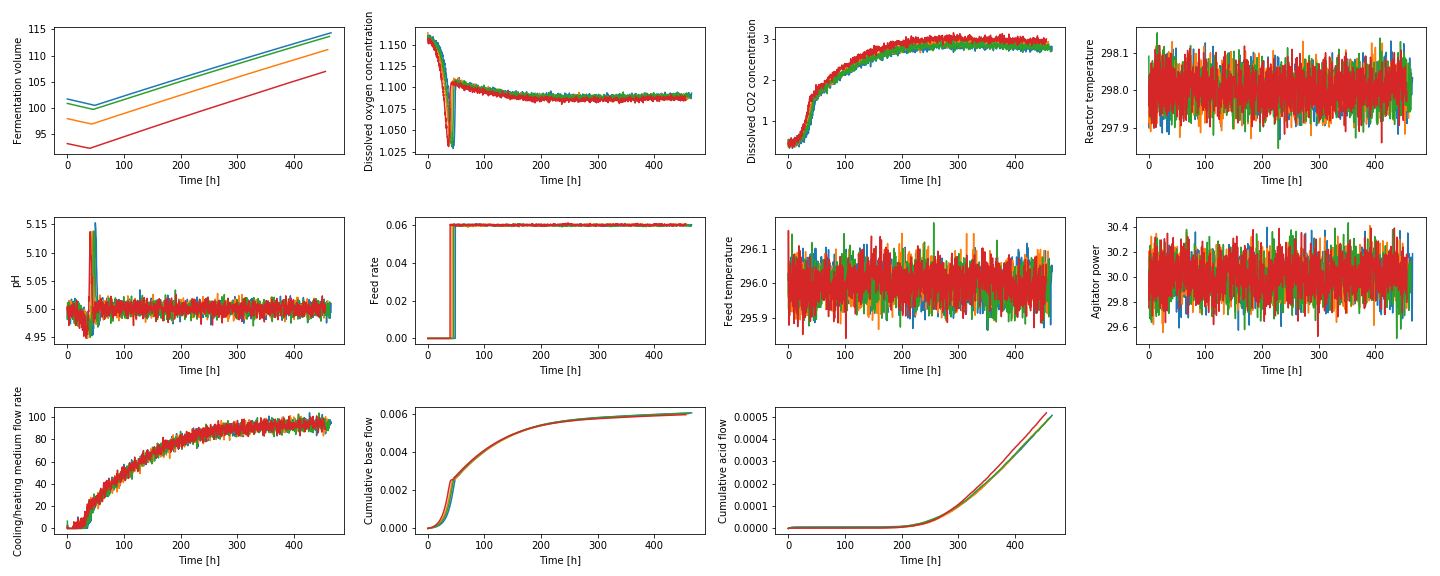 Fermentation volume
115
110
105
100
95
0 100 200 300 400
Time [h]
Dissolved oxygen concentration
1.150
1.125
1.100
1.075
1.050
1.025
0 100 200 300 400
Time [h]
Dissolved CO2 concentration
3
2
1
0 100 200 300 400
Time [h]
Reactor temperature
298.1
298.0
297.9
0 100 200 300 400
Time [h]
pH
5.15
5.10
5.05
5.00
4.95
0 100 200 300 400
Time [h]
Feed rate
0.06
0.04
0.02
0.00
0 100 200 300 400
Time [h]
Feed temperature
296.1
296.0
295.9
0 100 200 300 400
Time [h]
Agitator power
30.4
30.2
30.0
29.8
29.6
0 100 200 300 400
Time [h]
Cooling/heating medium flow rate
100
80
60
40
20
0
0 100 200 300 400
Time [h]
Cumulative base flow
0.006
0.004
0.002
0.000
0 100 200 300 400
Time [h]
Cumulative acid flow
0.0005
0.0004
0.0003
0.0002
0.0001
0.0000
0 100 200 300 400
Time [h]